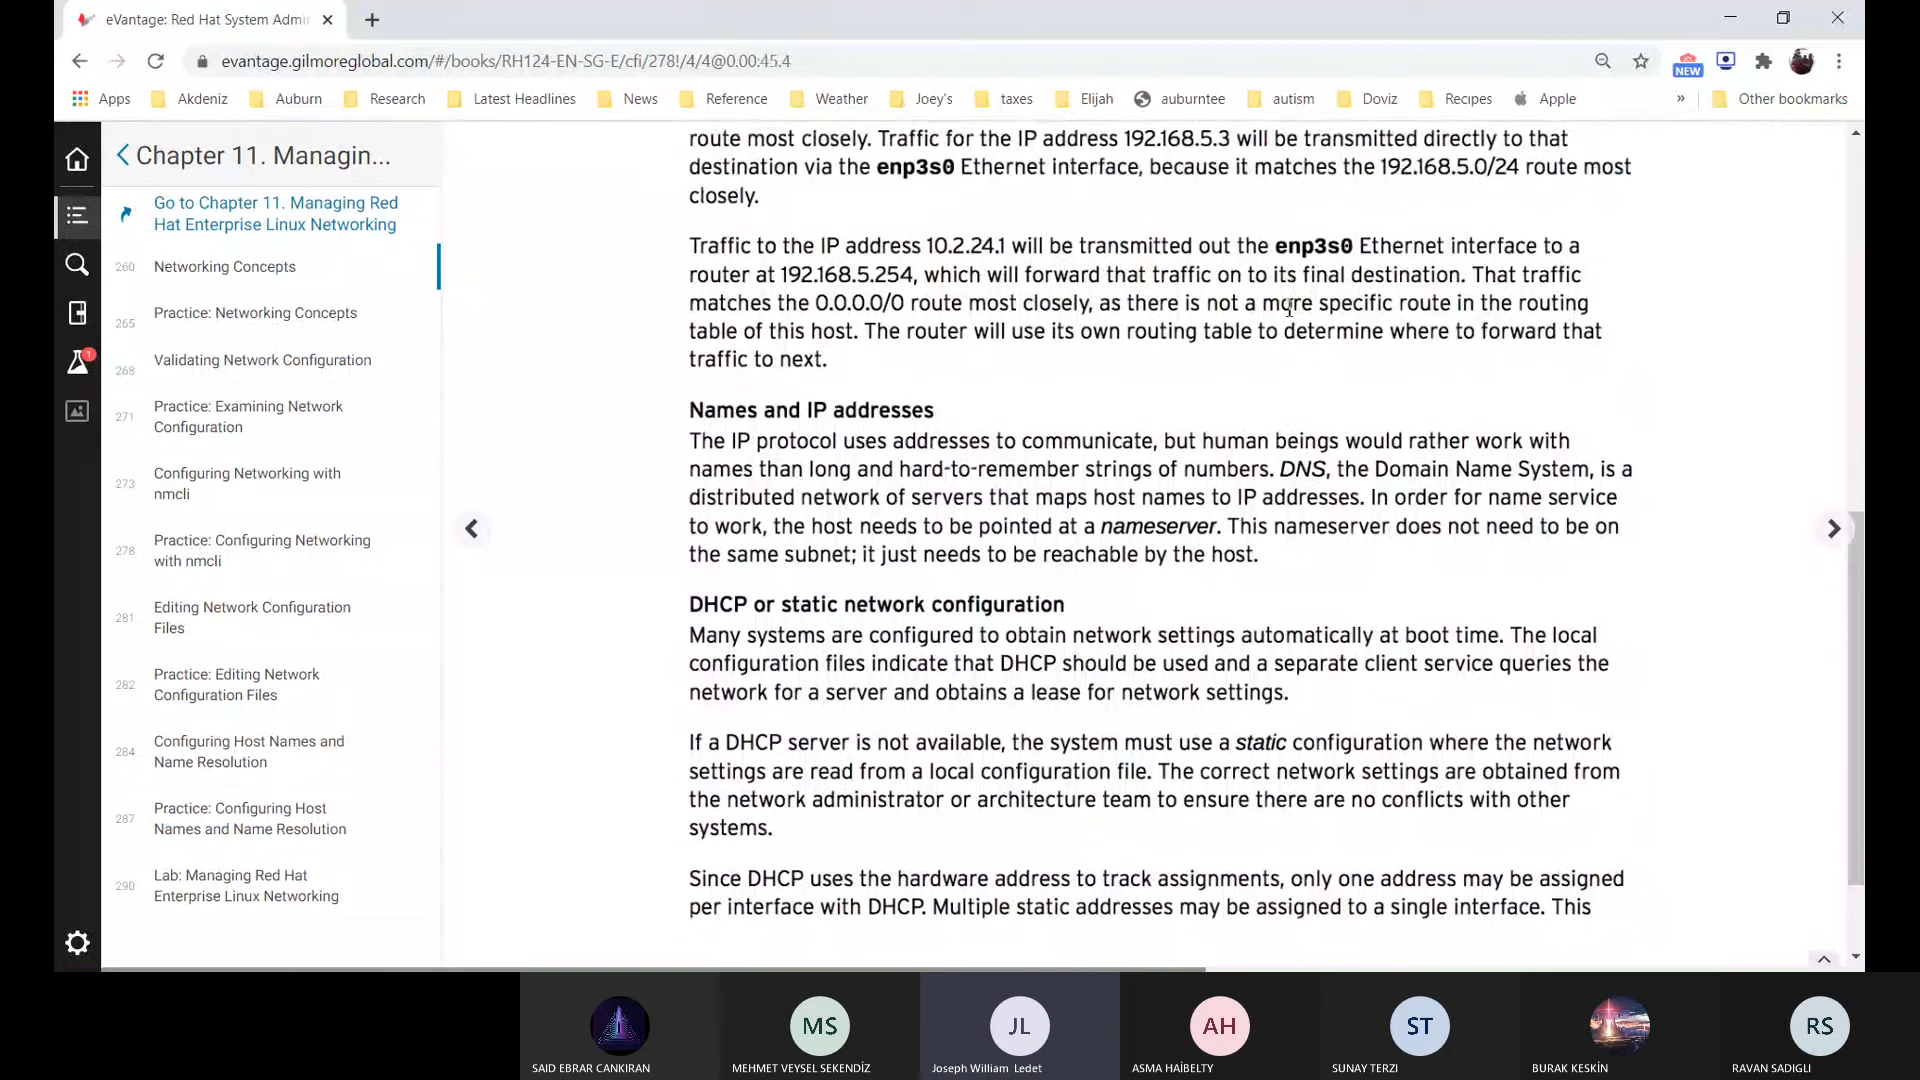 eVantage: Red Hat System Admi
evantage.gilmoreglobal.com/#/books/RH124-EN-SG-E/cfi/278!/4/4@0.00:45.4
NEW
Apps Akdeniz Auburn Research Latest Headlines News Reference Weather Joey's taxes Elijah auburntee autism Doviz Recipes Apple » Other bookmarks
Chapter 11. Managin...
Go to Chapter 11. Managing Red
Hat Enterprise Linux Networking
260 Networking Concepts
265 Practice: Networking Concepts
268 Validating Network Configuration
271 Practice: Examining Network
Configuration
273 Configuring Networking with
nmcli
278 Practice: Configuring Networking
with nmcli
281 Editing Network Configuration
Files
282 Practice: Editing Network
Configuration Files
284 Configuring Host Names and
Name Resolution
287 Practice: Configuring Host
Names and Name Resolution
290 Lab: Managing Red Hat
Enterprise Linux Networking
1
route most closely. Traffic for the IP address 192.168.5.3 will be transmitted directly to that
destination via the enp3s0 Ethernet interface, because it matches the 192.168.5.0/24 route most
closely.
Traffic to the IP address 10.2.24.1 will be transmitted out the enp3s0 Ethernet interface to a
router at 192.168.5.254, which will forward that traffic on to its final destination. That traffic
matches the 0.0.0.0/0 route most closely, as there is not a more specific route in the routing
table of this host. The router will use its own routing table to determine where to forward that
traffic to next.
Names and IP addresses
The IP protocol uses addresses to communicate, but human beings would rather work with
names than long and hard-to-remember strings of numbers. DNS, the Domain Name System, is a
distributed network of servers that maps host names to IP addresses. In order for name service
to work, the host needs to be pointed at a nameserver. This nameserver does not need to be on
the same subnet; it just needs to be reachable by the host.
DHCP or static network configuration
Many systems are configured to obtain network settings automatically at boot time. The local
configuration files indicate that DHCP should be used and a separate client service queries the
network for a server and obtains a lease for network settings.
If a DHCP server is not available, the system must use a static configuration where the network
settings are read from a local configuration file. The correct network settings are obtained from
the network administrator or architecture team to ensure there are no conflicts with other
systems.
Since DHCP uses the hardware address to track assignments, only one address may be assigned
per interface with DHCP. Multiple static addresses may be assigned to a single interface. This
MS JL AH ST RS
SAID EBRAR CANKIRAN MEHMET VEYSEL SEKENDİZ Joseph William Ledet ASMA HAİBELTY SUNAY TERZI BURAK KESKİN RAVAN SADIGLI